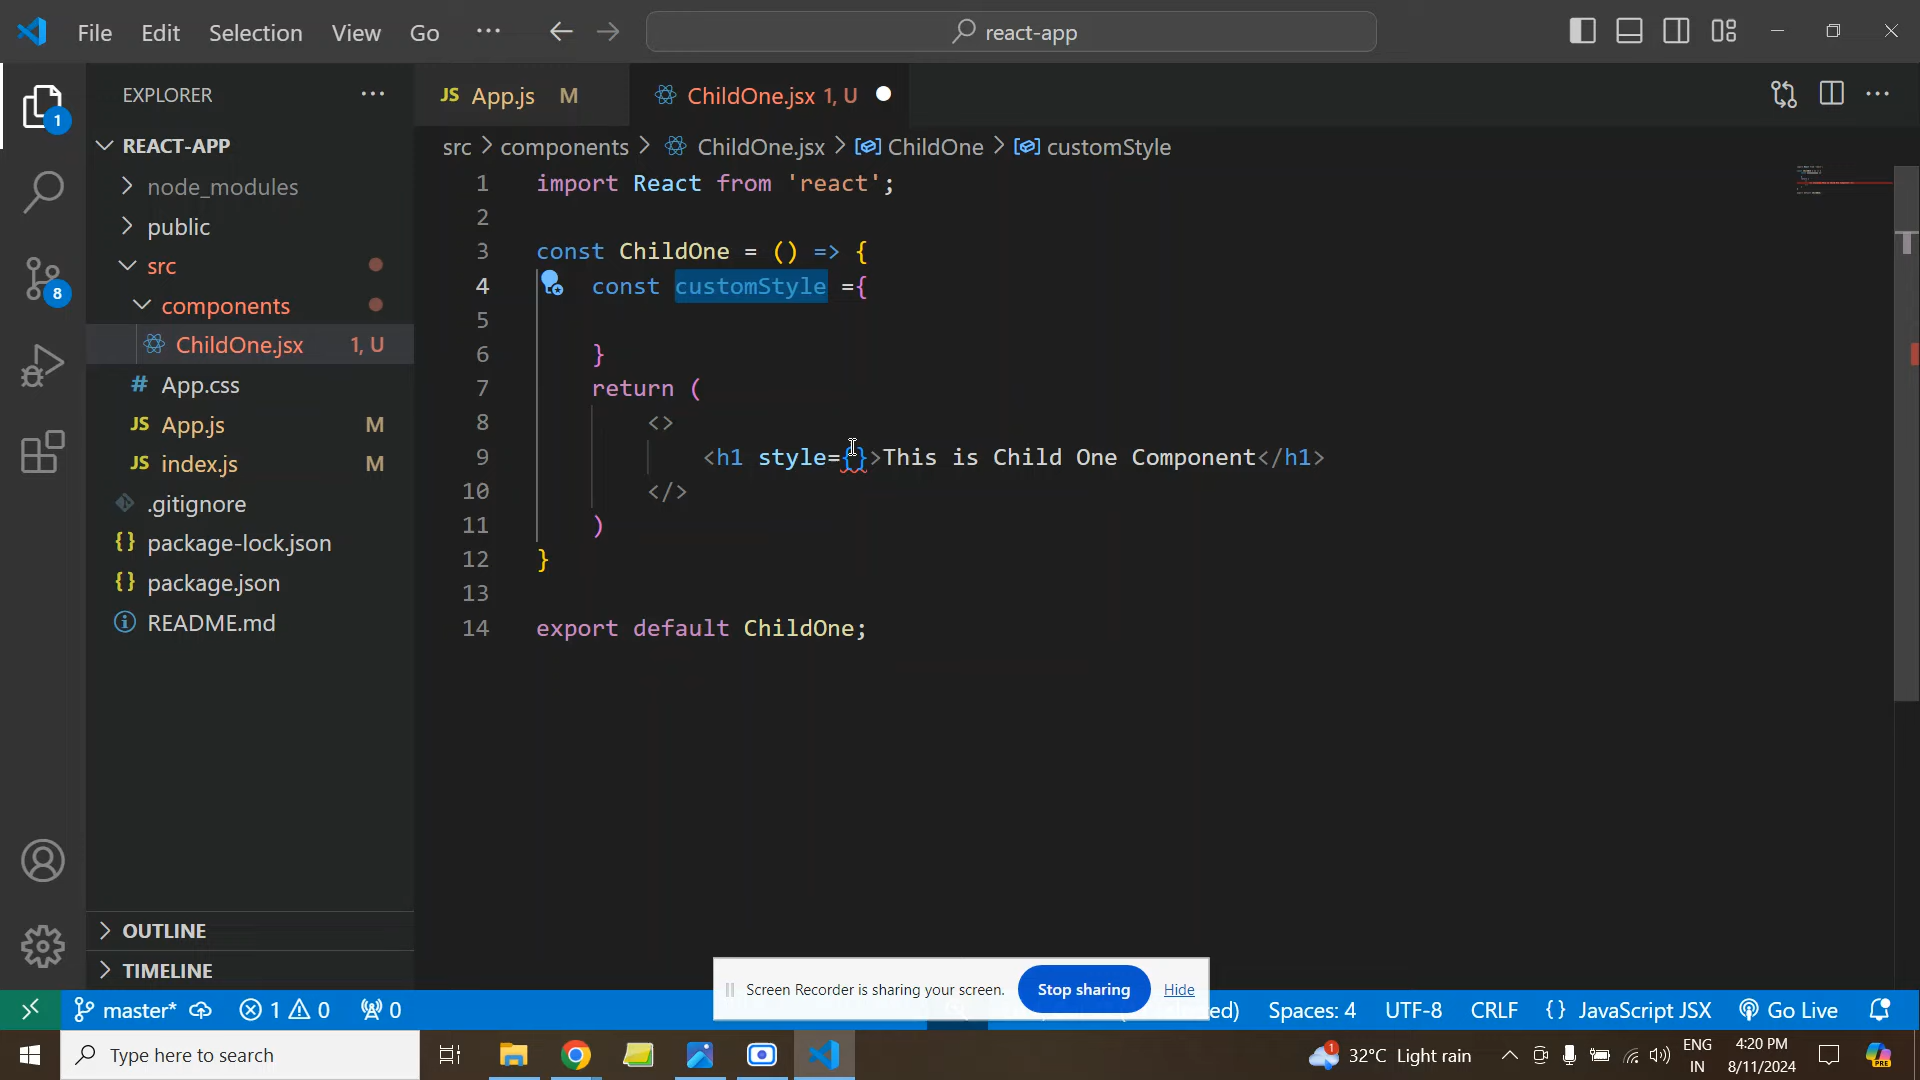 File Edit Selection View Go ··· react-app
EXPLORER ···
JS App.js M ChildOne.jsx 1, U
REACT-APP
src > components > ChildOne.jsx > ChildOne > customStyle
node_modules
public
src
components
ChildOne.jsx 1, U
# App.css
JS App.js M
JS index.js M
.gitignore
{} package-lock.json
{} package.json
README.md
OUTLINE
TIMELINE
1
8
1 import React from 'react';
2
3 const ChildOne = () => {
4 const customStyle ={
5
6 }
7 return (
8 <>
9 <h1 style={}>This is Child One Component</h1>
10 </>
11 )
12 }
13
14 export default ChildOne;
Screen Recorder is sharing your screen. Stop sharing Hide
master* 1 0 0 ed) Spaces: 4 UTF-8 CRLF {} JavaScript JSX Go Live
Type here to search 1 32°C Light rain ENG IN 4:20 PM 8/11/2024 PRE